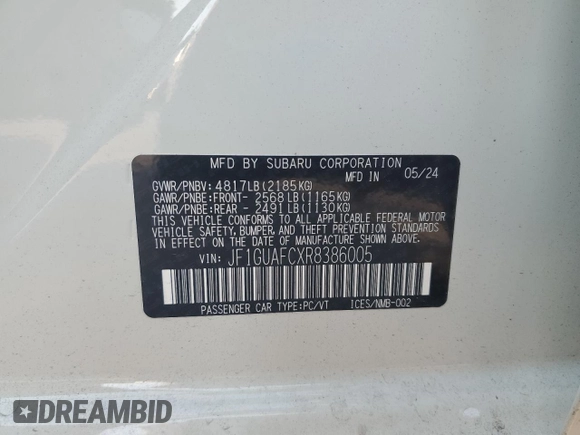 MFD BY SUBARU CORPORATION
MFD IN 05/24
GVWR/PNBV: 4817LB(2185KG)
GAWR/PNBE:FRONT- 2568LB(1165KG)
GAWR/PNBE:REAR - 2491LB(1130KG)
THIS VEHICLE CONFORMS TO ALL APPLICABLE FEDERAL MOTOR
VEHICLE SAFETY, BUMPER, AND THEFT PREVENTION STANDARDS
IN EFFECT ON THE DATE OF MANUFACTURE SHOWN ABOVE.
VIN: JF1GUAFCXR8386005
PASSENGER CAR TYPE:PC/VT ICES/NMB-002
DREAMBID